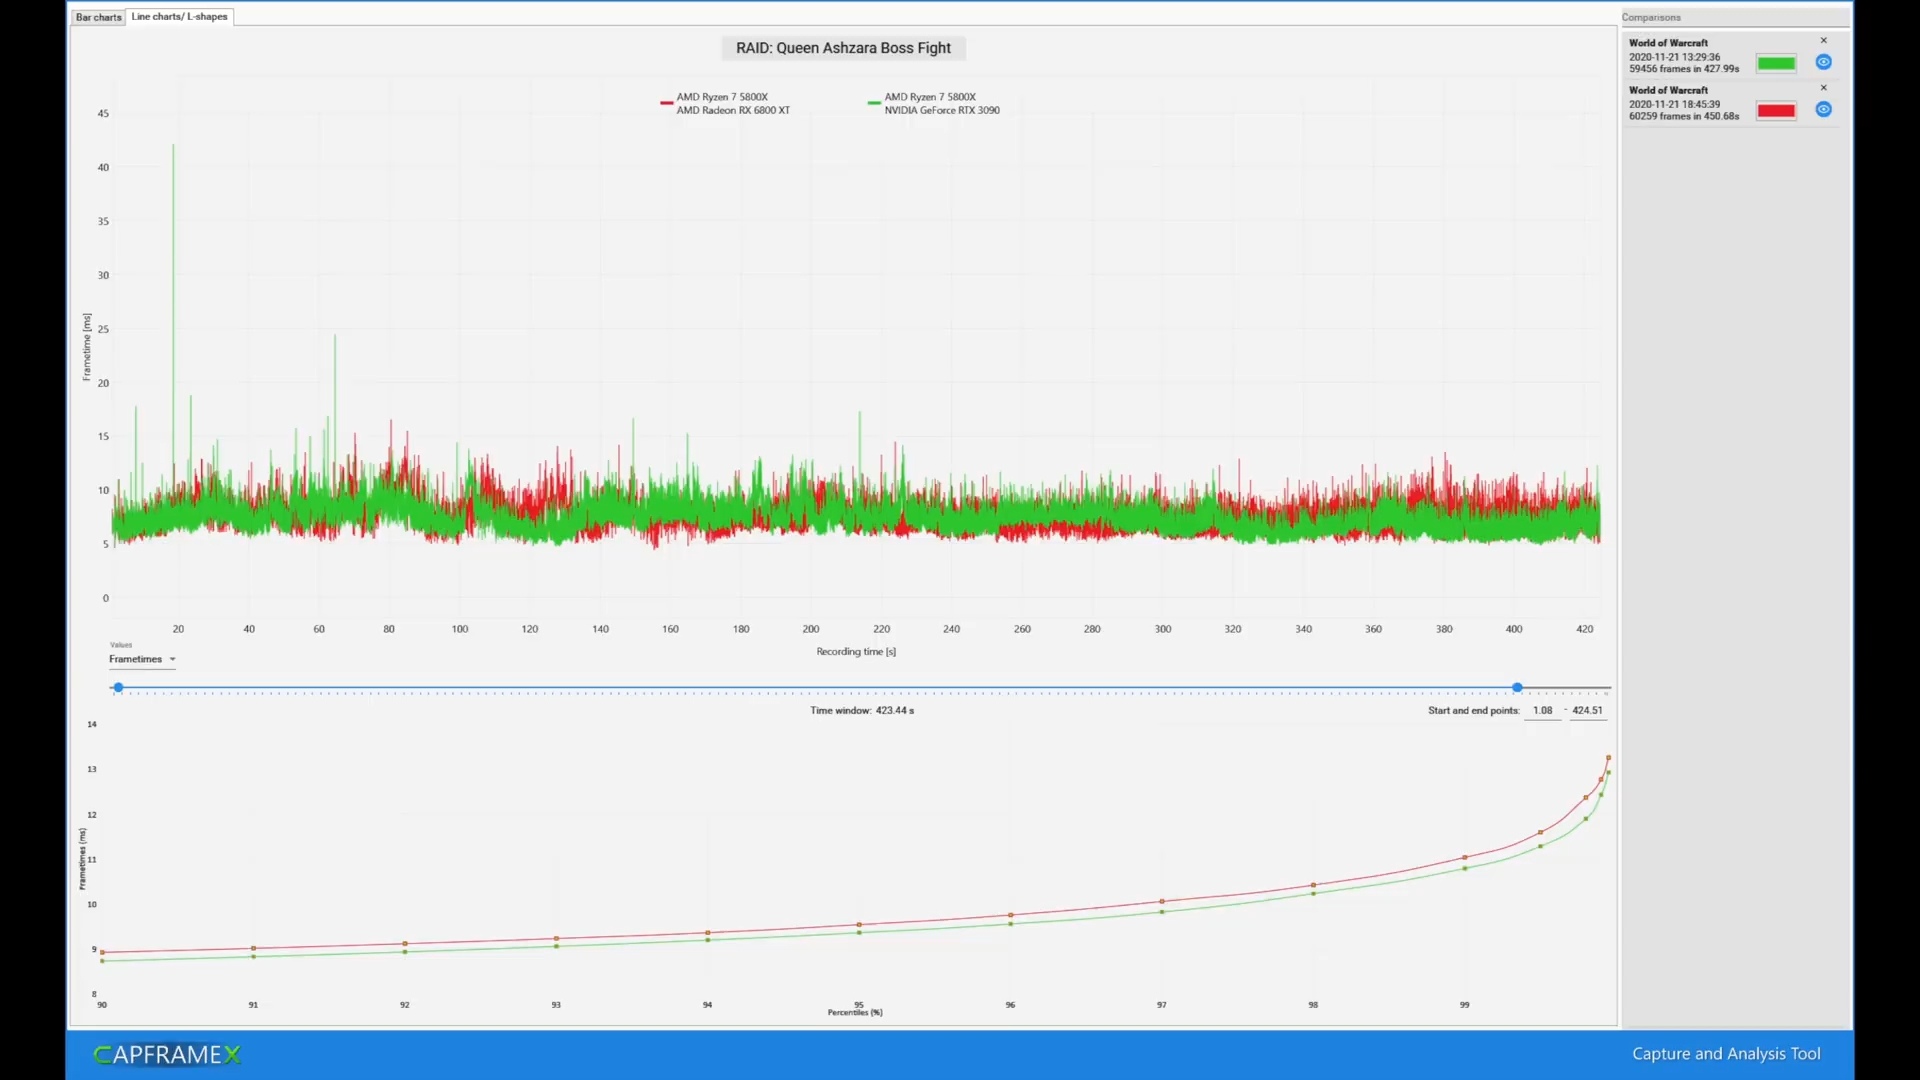 Bar charts
Line charts/ L-shapes
Comparisons
RAID: Queen Ashzara Boss Fight
World of Warcraft
2020-11-21 13:29:36
59456 frames in 427.99s
World of Warcraft
2020-11-21 18:45:39
60259 frames in 450.68s
AMD Ryzen 7 5800X
AMD Radeon RX 6800 XT
AMD Ryzen 7 5800X
NVIDIA GeForce RTX 3090
45
40
35
30
25
20
15
10
5
0
Frametime [ms]
20 40 60 80 100 120 140 160 180 200 220 240 260 280 300 320 340 360 380 400 420
Recording time [s]
Values
Frametimes
Time window: 423.44 s
Start and end points: 1.08 - 424.51
14
13
12
11
10
9
8
Frametimes (ms)
90 91 92 93 94 95 96 97 98 99
Percentiles (%)
CAPFRAMEX
Capture and Analysis Tool